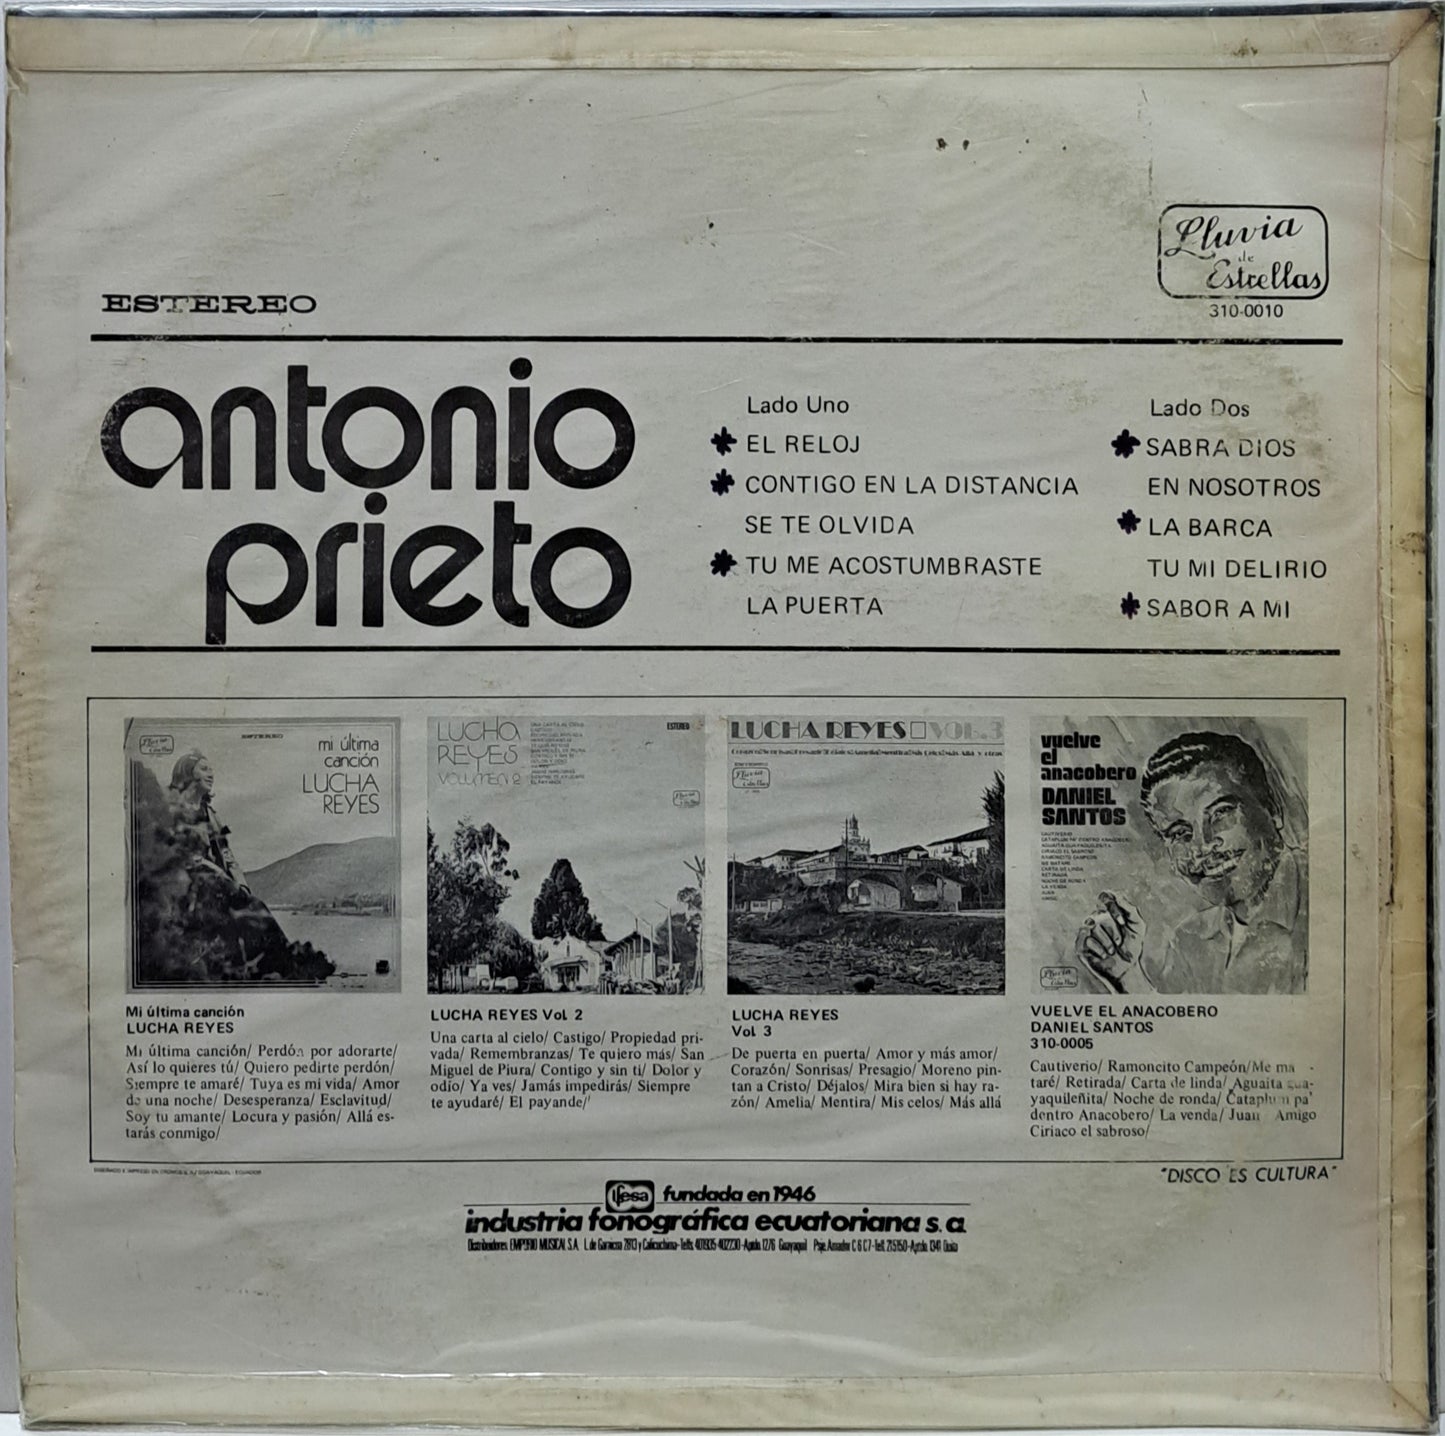 Lluvia
de
Estrellas
310-0010
ESTEREO
antonio
prieto
Lado Uno
EL RELOJ
CONTIGO EN LA DISTANCIA
SE TE OLVIDA
TU ME ACOSTUMBRASTE
LA PUERTA
Lado Dos
SABRA DIOS
EN NOSOTROS
LA BARCA
TU MI DELIRIO
SABOR A MI
ESTEREO
mi última
canción
LUCHA
REYES
Mi última canción
LUCHA REYES
Mi última canción/ Perdón por adorarte/
Así lo quieres tú/ Quiero pedirte perdón/
Siempre te amaré/ Tuya es mi vida/ Amor
de una noche/ Desesperanza/ Esclavitud/
Soy tu amante/ Locura y pasión/ Allá es-
tarás conmigo/
LUCHA
REYES
VOLUMEN 2
ESTEREO
LUCHA REYES Vol. 2
Una carta al cielo/ Castigo/ Propiedad pri-
vada/ Remembranzas/ Te quiero más/ San
Miguel de Piura/ Contigo y sin ti/ Dolor y
odio/ Ya ves/ Jamás impedirás/ Siempre
te ayudaré/ El payande/
LUCHA REYES VOL.3
LUCHA REYES
Vol. 3
De puerta en puerta/ Amor y más amor/
Corazón/ Sonrisas/ Presagio/ Moreno pin-
tan a Cristo/ Déjalos/ Mira bien si hay ra-
zón/ Amelia/ Mentira/ Mis celos/ Más allá
vuelve
el
anacobero
DANIEL
SANTOS
VUELVE EL ANACOBERO
DANIEL SANTOS
310-0005
Cautiverio/ Ramoncito Campeón/Me ma
taré/ Retirada/ Carta de linda/ Aguaita gua-
yaquileñita/ Noche de ronda/ Cataplum pa'
dentro Anacobero/ La venda/ Juan Amigo
Ciriaco el sabroso/
"DISCO ES CULTURA"
ifesa fundada en 1946
industria fonográfica ecuatoriana s.a.
Distribuidores EMPORIO MUSICAL S.A.